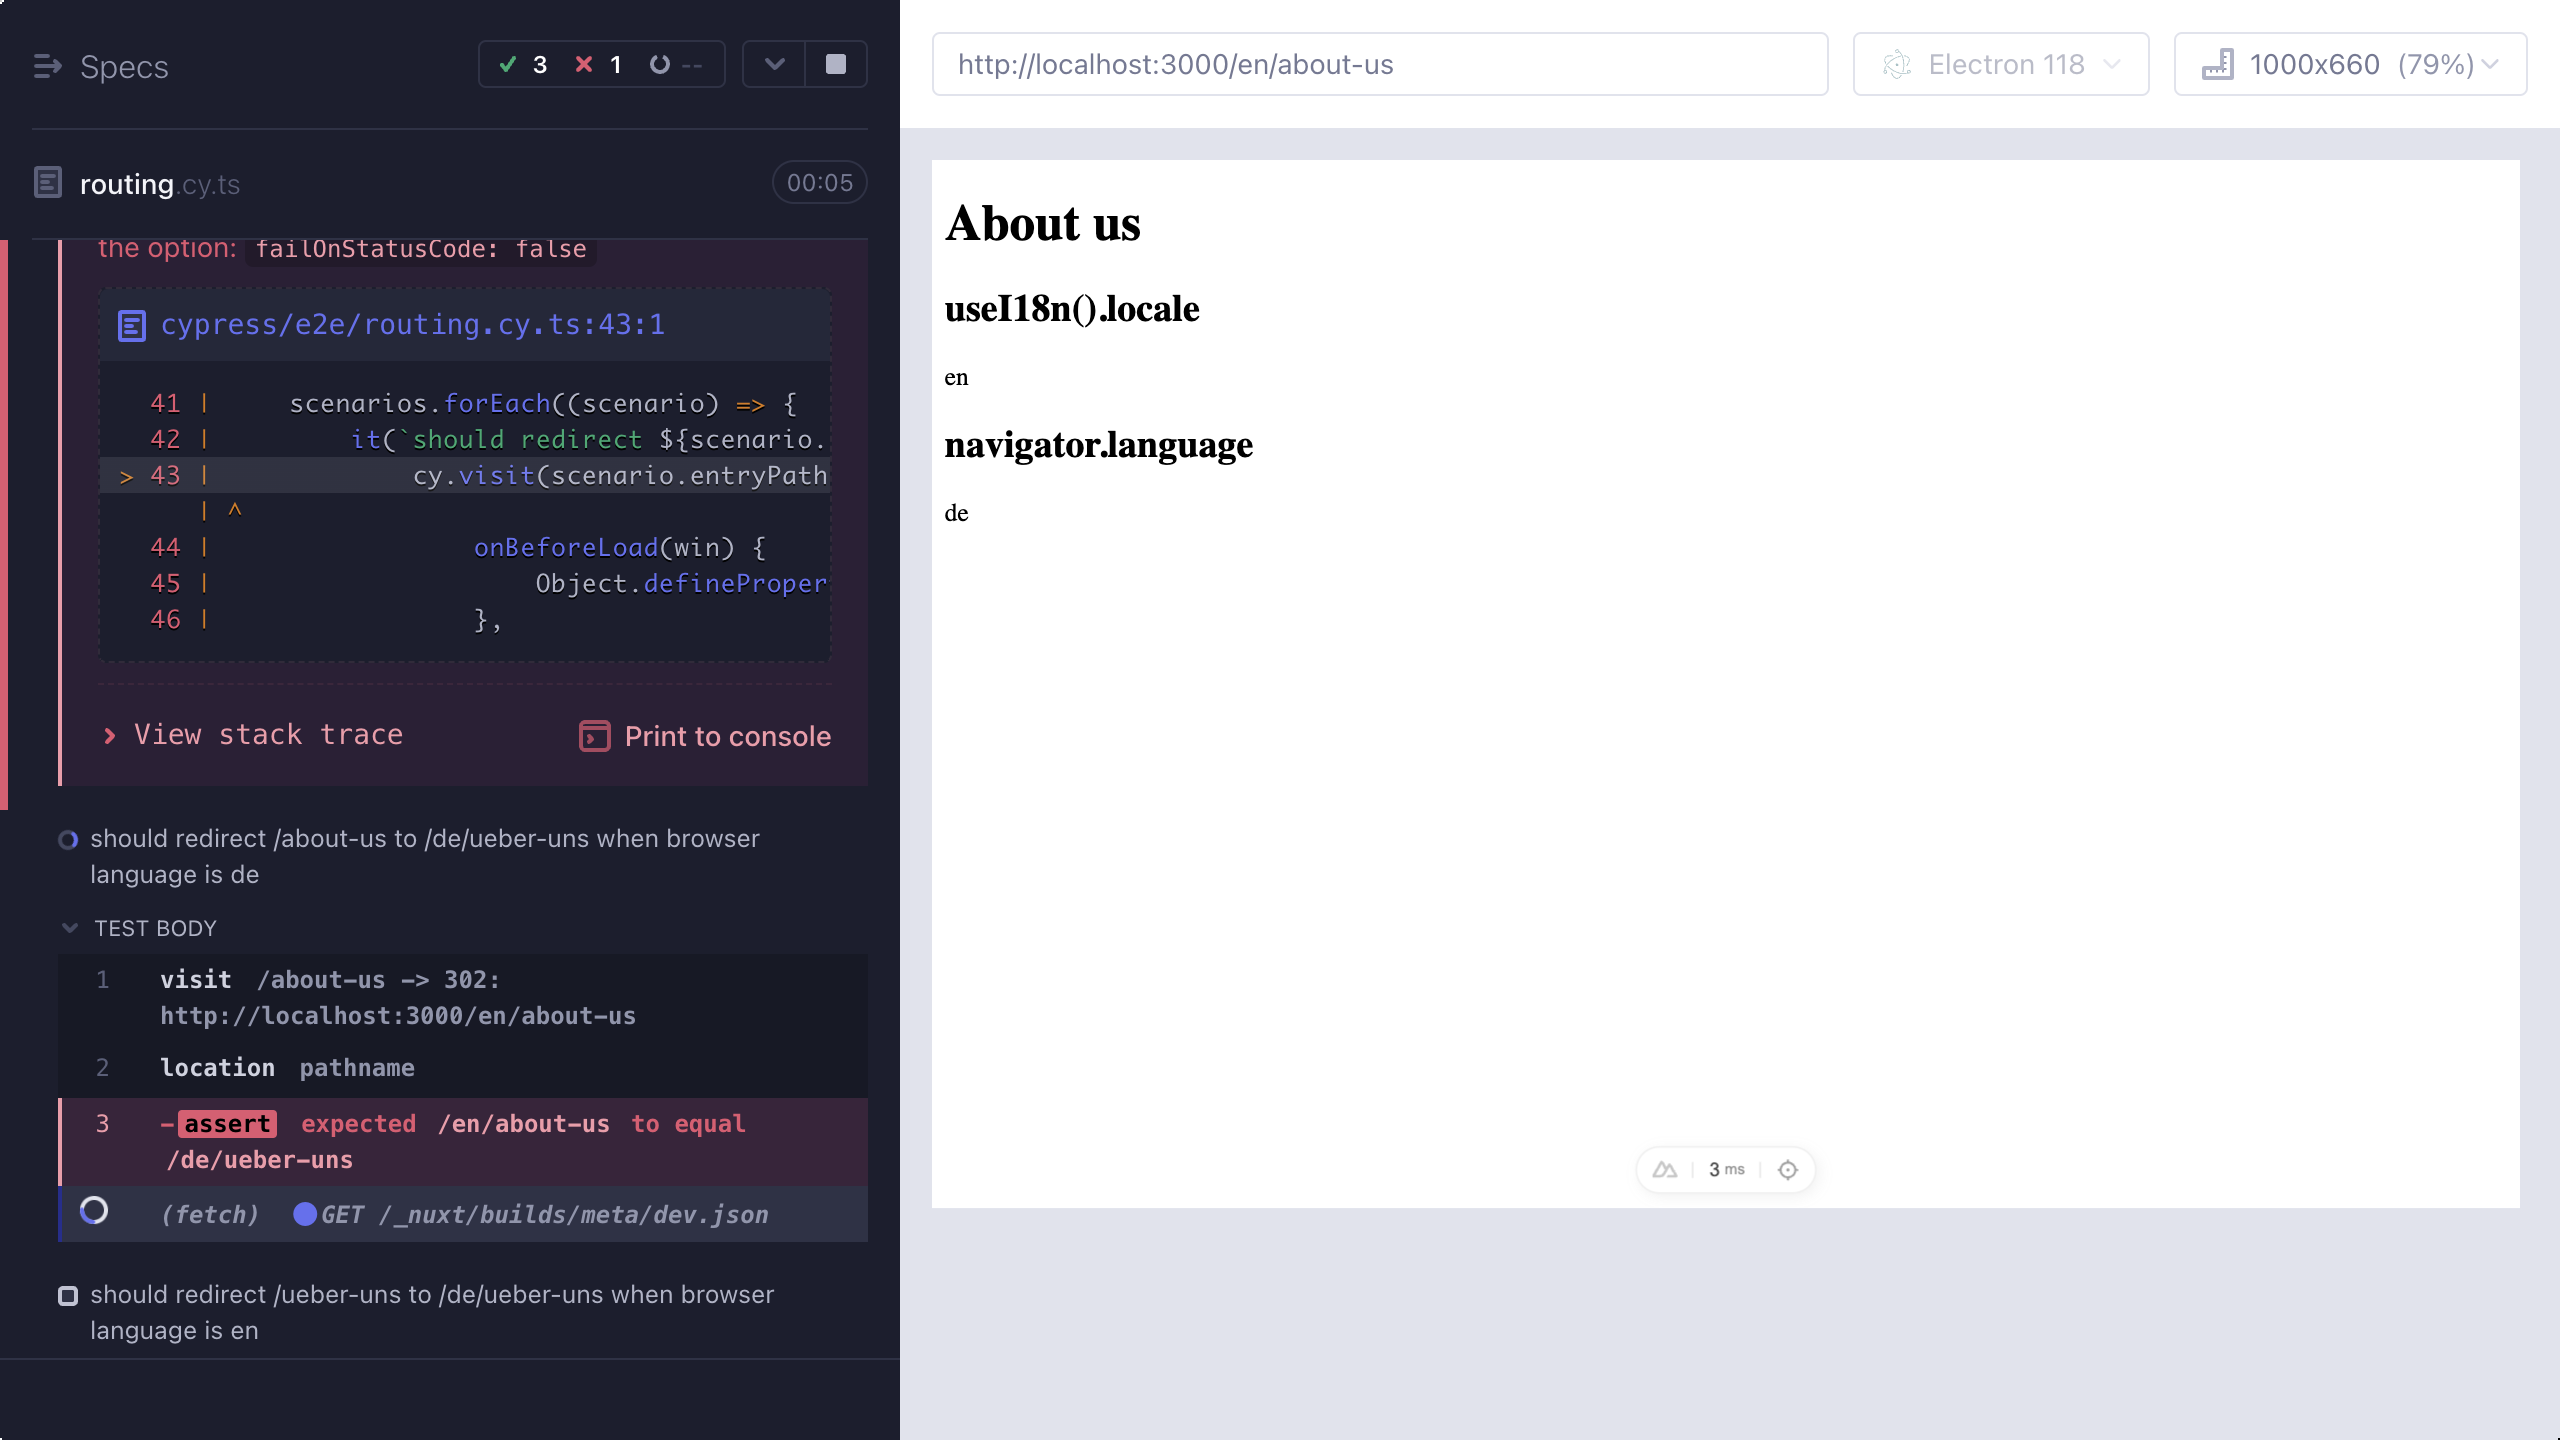 Specs
3 1 --
routing.cy.ts
00:05
the option: failOnStatusCode: false
cypress/e2e/routing.cy.ts:43:1
41 | scenarios.forEach((scenario) => {
42 | it(`should redirect ${scenario.
> 43 | cy.visit(scenario.entryPath
| ^
44 | onBeforeLoad(win) {
45 | Object.defineProper
46 | },
View stack trace
Print to console
should redirect /about-us to /de/ueber-uns when browser
language is de
TEST BODY
1 visit /about-us -> 302:
http://localhost:3000/en/about-us
2 location pathname
3 -assert expected /en/about-us to equal
/de/ueber-uns
(fetch) GET /_nuxt/builds/meta/dev.json
should redirect /ueber-uns to /de/ueber-uns when browser
language is en
http://localhost:3000/en/about-us
Electron 118
1000x660 (79%)
About us
useI18n().locale
en
navigator.language
de
3 ms